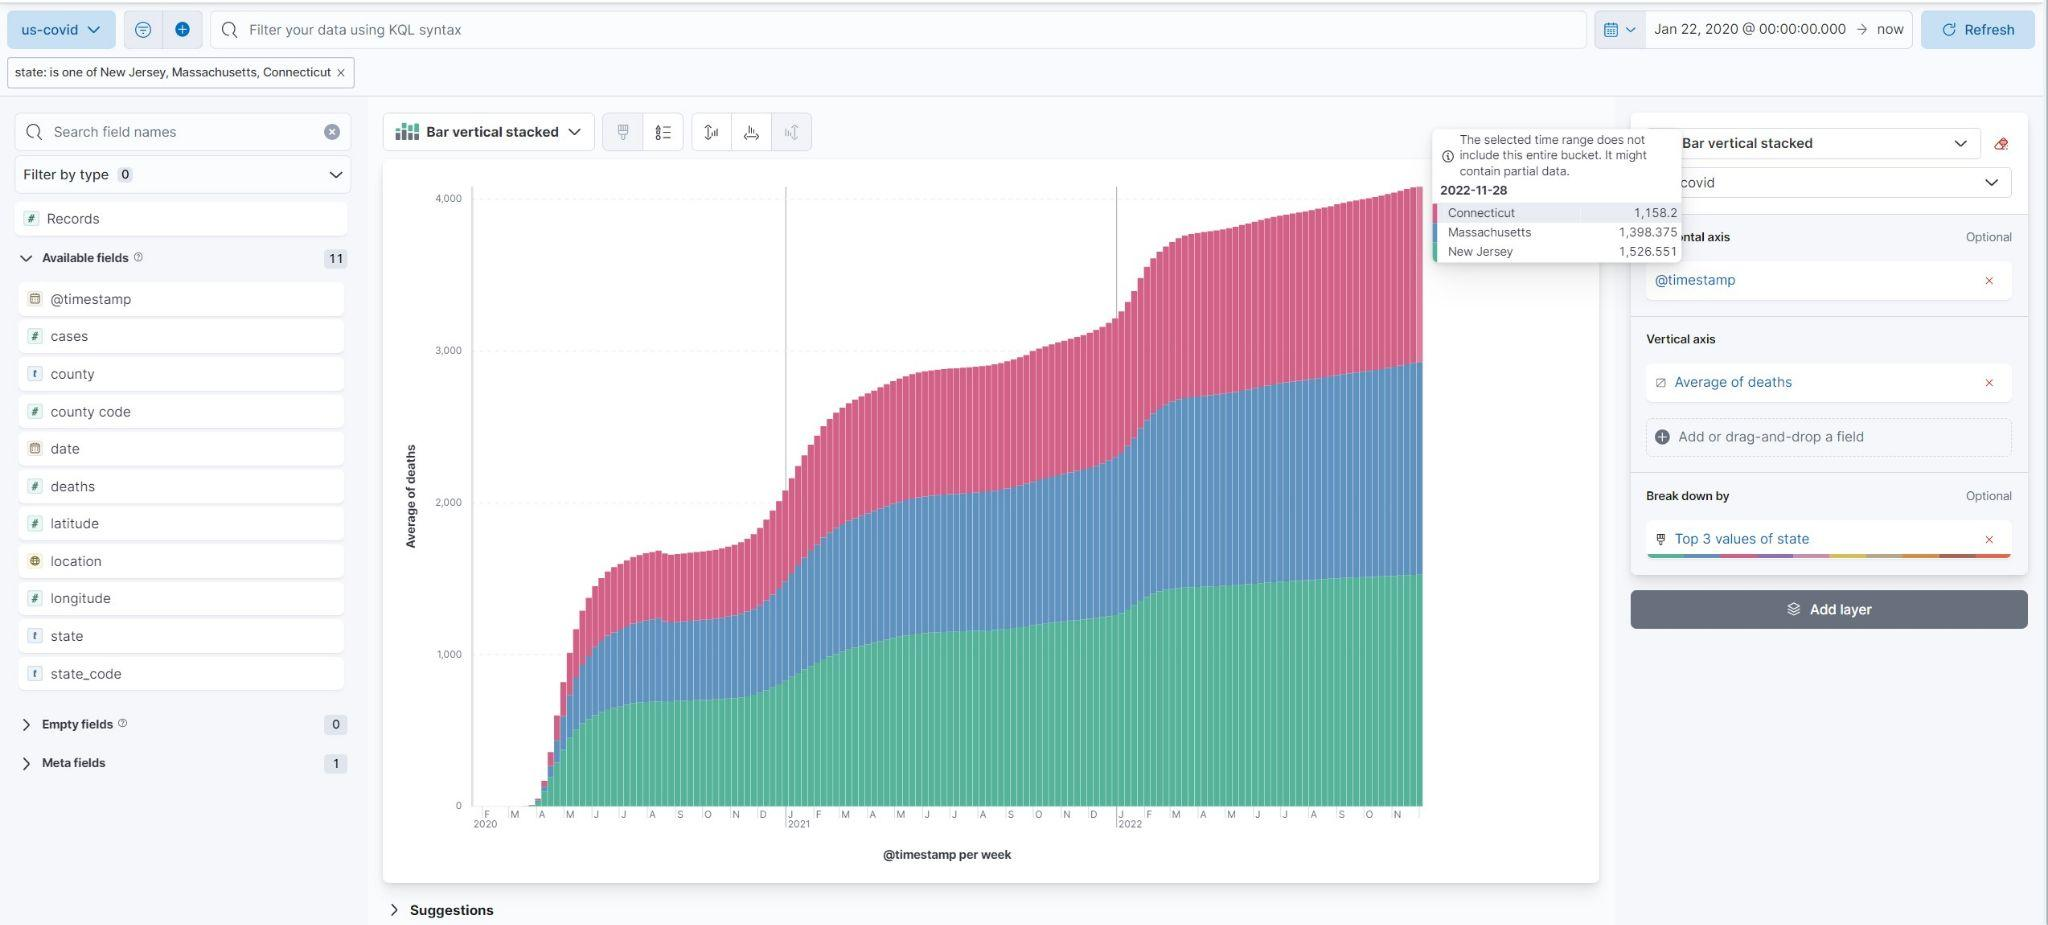 us-covid
Filter your data using KQL syntax
Jan 22, 2020 @ 00:00:00.000 → now
Refresh
state: is one of New Jersey, Massachusetts, Connecticut ×
Search field names
Filter by type 0
Records
Available fields 11
@timestamp
cases
county
county code
date
deaths
latitude
location
longitude
state
state_code
Empty fields 0
Meta fields 1
Bar vertical stacked
4,000
3,000
2,000
1,000
0
Average of deaths
F M A M J J A S O N D J F M A M J J A S O N D J F M A M J J A S O N
2020 2021 2022
@timestamp per week
The selected time range does not
include this entire bucket. It might
contain partial data.
2022-11-28
Connecticut 1,158.2
Massachusetts 1,398.375
New Jersey 1,526.551
Suggestions
Bar vertical stacked
covid
ontal axis Optional
@timestamp
Vertical axis
Average of deaths
Add or drag-and-drop a field
Break down by Optional
Top 3 values of state
Add layer